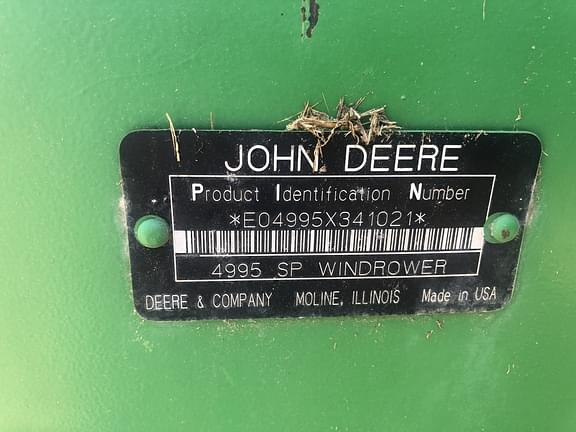 JOHN DEERE
Product Identification Number
*E04995X341021*
4995 SP WINDROWER
DEERE & COMPANY MOLINE, ILLINOIS Made in USA